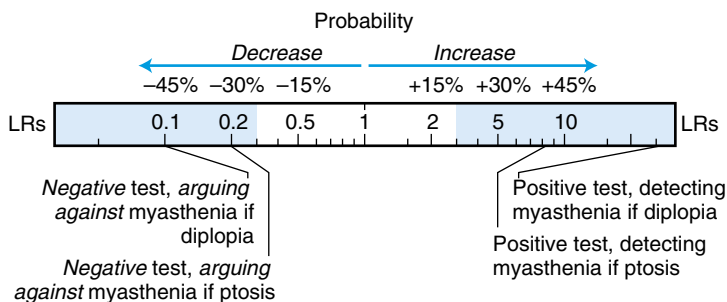 Probability
Decrease Increase
–45% –30% –15% +15% +30% +45%
LRs 0.1 0.2 0.5 1 2 5 10 LRs
Negative test, arguing
against myasthenia if
diplopia
Negative test, arguing
against myasthenia if ptosis
Positive test, detecting
myasthenia if diplopia
Positive test, detecting
myasthenia if ptosis